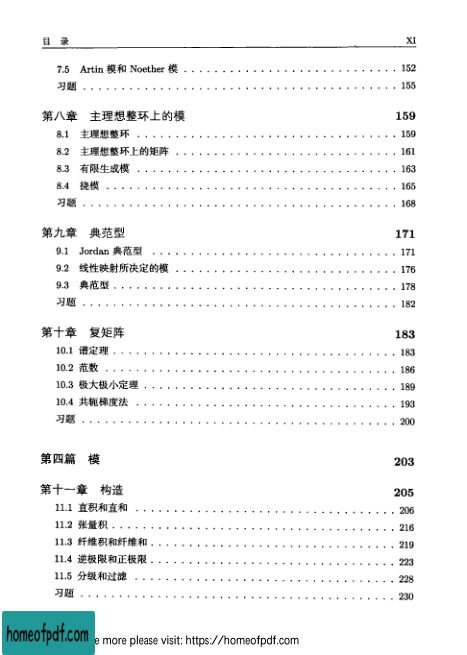 目 录 XI
7.5 Artin 模和 Noether 模 . . . . . . . . . . . . . . . . . . . . . . . . . . . . 152
习题 . . . . . . . . . . . . . . . . . . . . . . . . . . . . . . . . . . . . . . . . 155
第八章 主理想整环上的模 159
8.1 主理想整环 . . . . . . . . . . . . . . . . . . . . . . . . . . . . . . . . . 159
8.2 主理想整环上的矩阵 . . . . . . . . . . . . . . . . . . . . . . . . . . . . 161
8.3 有限生成模 . . . . . . . . . . . . . . . . . . . . . . . . . . . . . . . . . 163
8.4 挠模 . . . . . . . . . . . . . . . . . . . . . . . . . . . . . . . . . . . . . 165
习题 . . . . . . . . . . . . . . . . . . . . . . . . . . . . . . . . . . . . . . . . 168
第九章 典范型 171
9.1 Jordan 典范型 . . . . . . . . . . . . . . . . . . . . . . . . . . . . . . . 171
9.2 线性映射所决定的模 . . . . . . . . . . . . . . . . . . . . . . . . . . . . 176
9.3 典范型 . . . . . . . . . . . . . . . . . . . . . . . . . . . . . . . . . . . . 178
习题 . . . . . . . . . . . . . . . . . . . . . . . . . . . . . . . . . . . . . . . . 182
第十章 复矩阵 183
10.1 谱定理 . . . . . . . . . . . . . . . . . . . . . . . . . . . . . . . . . . . . 183
10.2 范数 . . . . . . . . . . . . . . . . . . . . . . . . . . . . . . . . . . . . . 186
10.3 极大极小定理 . . . . . . . . . . . . . . . . . . . . . . . . . . . . . . . . 189
10.4 共轭梯度法 . . . . . . . . . . . . . . . . . . . . . . . . . . . . . . . . . 193
习题 . . . . . . . . . . . . . . . . . . . . . . . . . . . . . . . . . . . . . . . . 200
第四篇 模 203
第十一章 构造 205
11.1 直积和直和 . . . . . . . . . . . . . . . . . . . . . . . . . . . . . . . . . 206
11.2 张量积 . . . . . . . . . . . . . . . . . . . . . . . . . . . . . . . . . . . . 216
11.3 纤维积和纤维和 . . . . . . . . . . . . . . . . . . . . . . . . . . . . . . . 219
11.4 逆极限和正极限 . . . . . . . . . . . . . . . . . . . . . . . . . . . . . . . 223
11.5 分级和过滤 . . . . . . . . . . . . . . . . . . . . . . . . . . . . . . . . . 228
习题 . . . . . . . . . . . . . . . . . . . . . . . . . . . . . . . . . . . . . . . . 230
homeofpdf.com e more please visit: https://homeofpdf.com